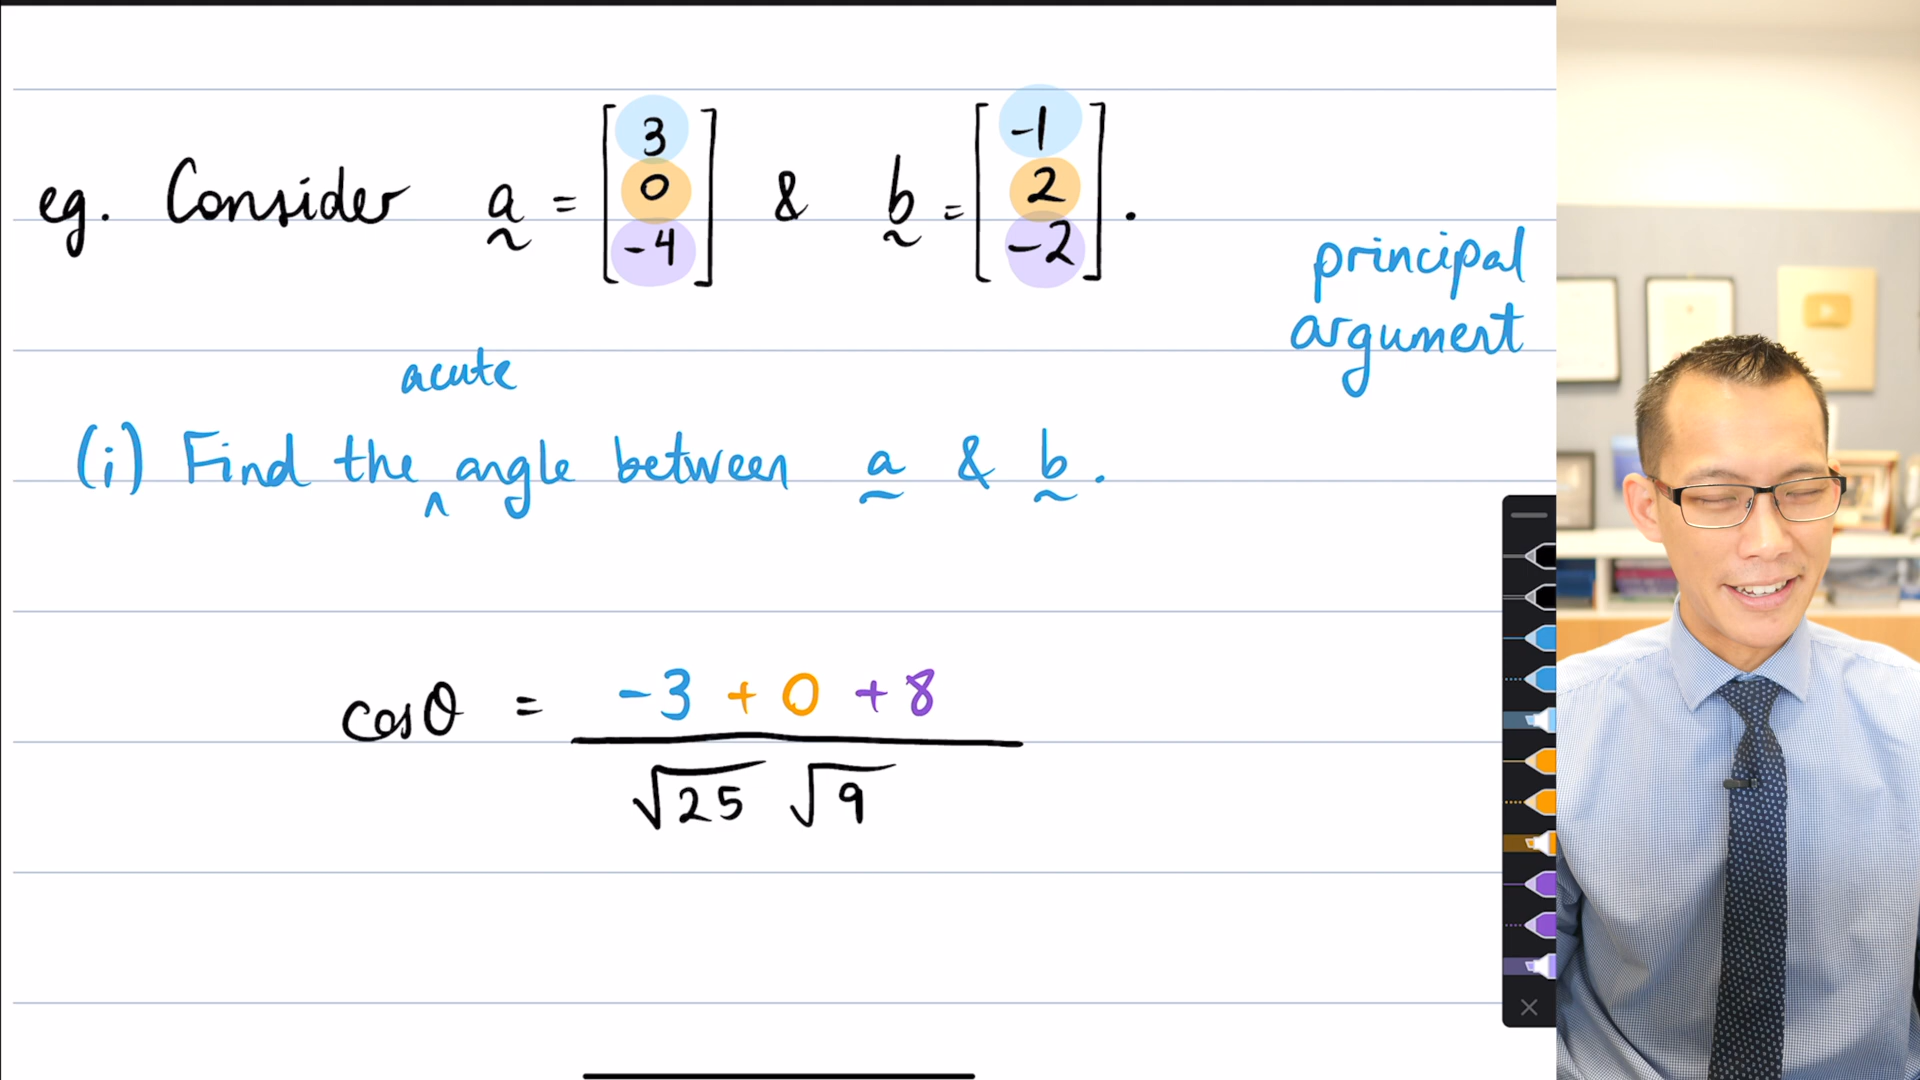 eg. Consider a = [3 0 -4] & b = [-1 2 -2].
principal
argument
acute
(i) Find the ^ angle between a & b.
cosθ = -3 + 0 + 8
√25 √9